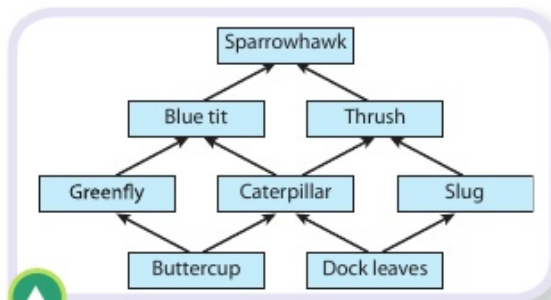 Sparrowhawk
Blue tit Thrush
Greenfly Caterpillar Slug
Buttercup Dock leaves